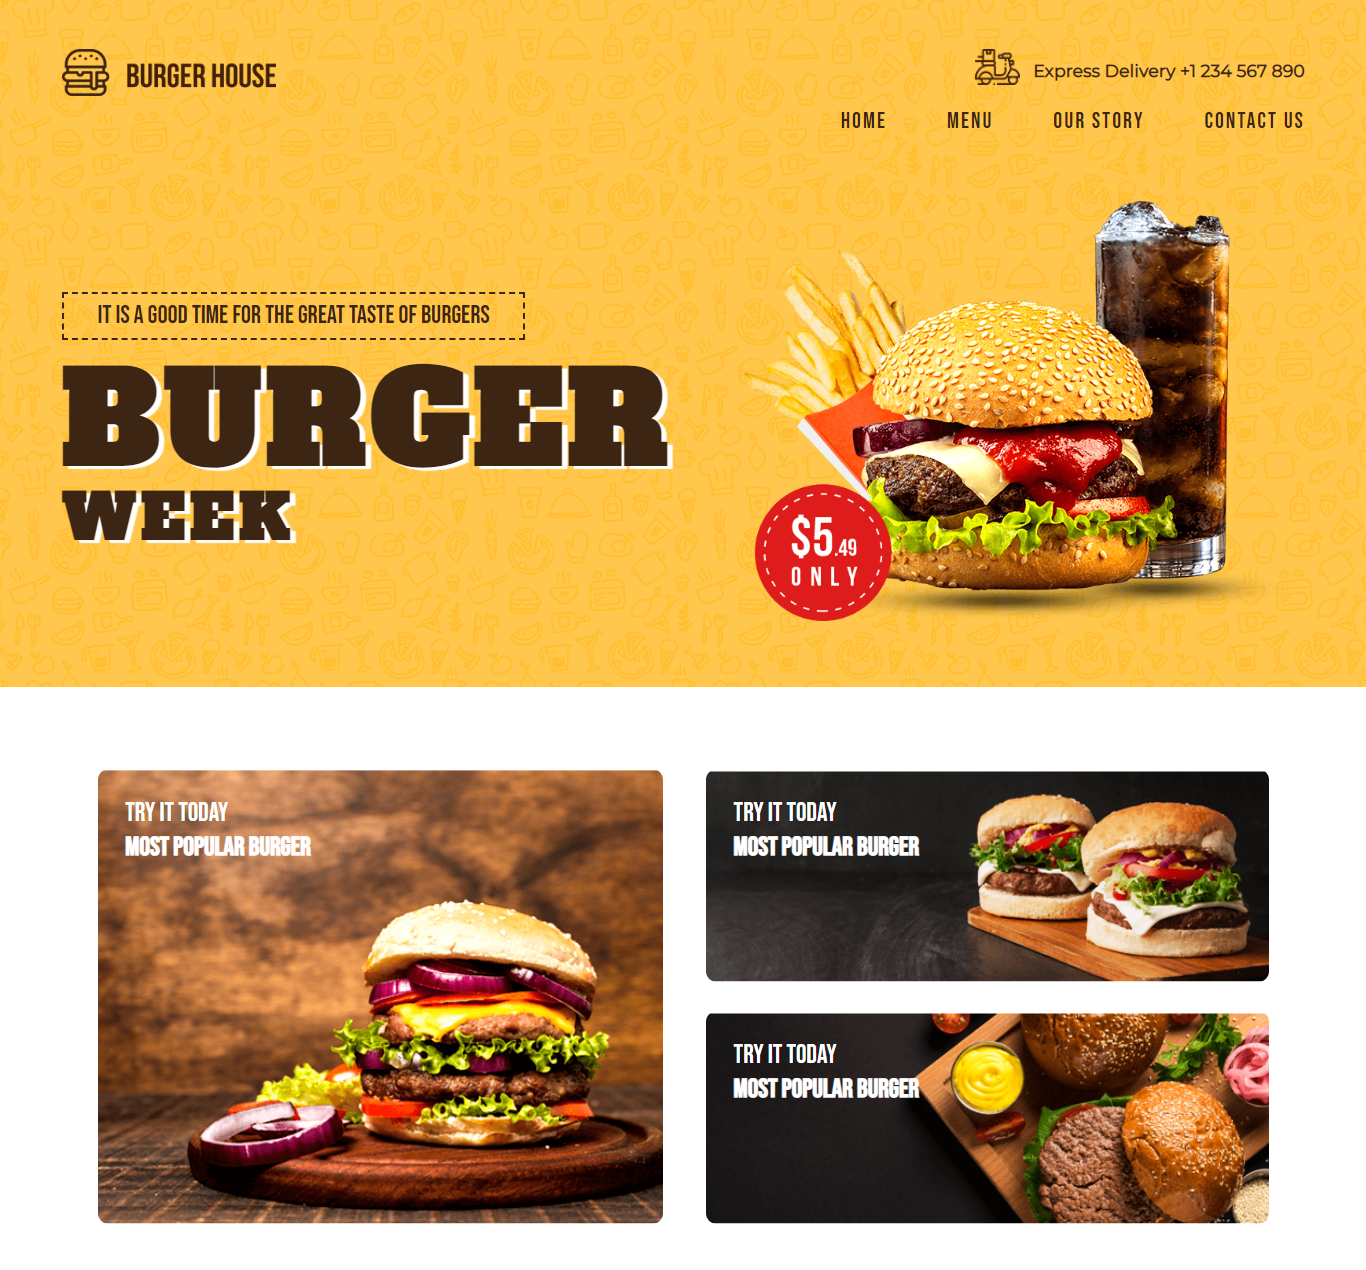 BURGER HOUSE
Express Delivery +1 234 567 890
HOME MENU OUR STORY CONTACT US
IT IS A GOOD TIME FOR THE GREAT TASTE OF BURGERS
BURGER
WEEK
$5.49
ONLY
TRY IT TODAY
MOST POPULAR BURGER
TRY IT TODAY
MOST POPULAR BURGER
TRY IT TODAY
MOST POPULAR BURGER